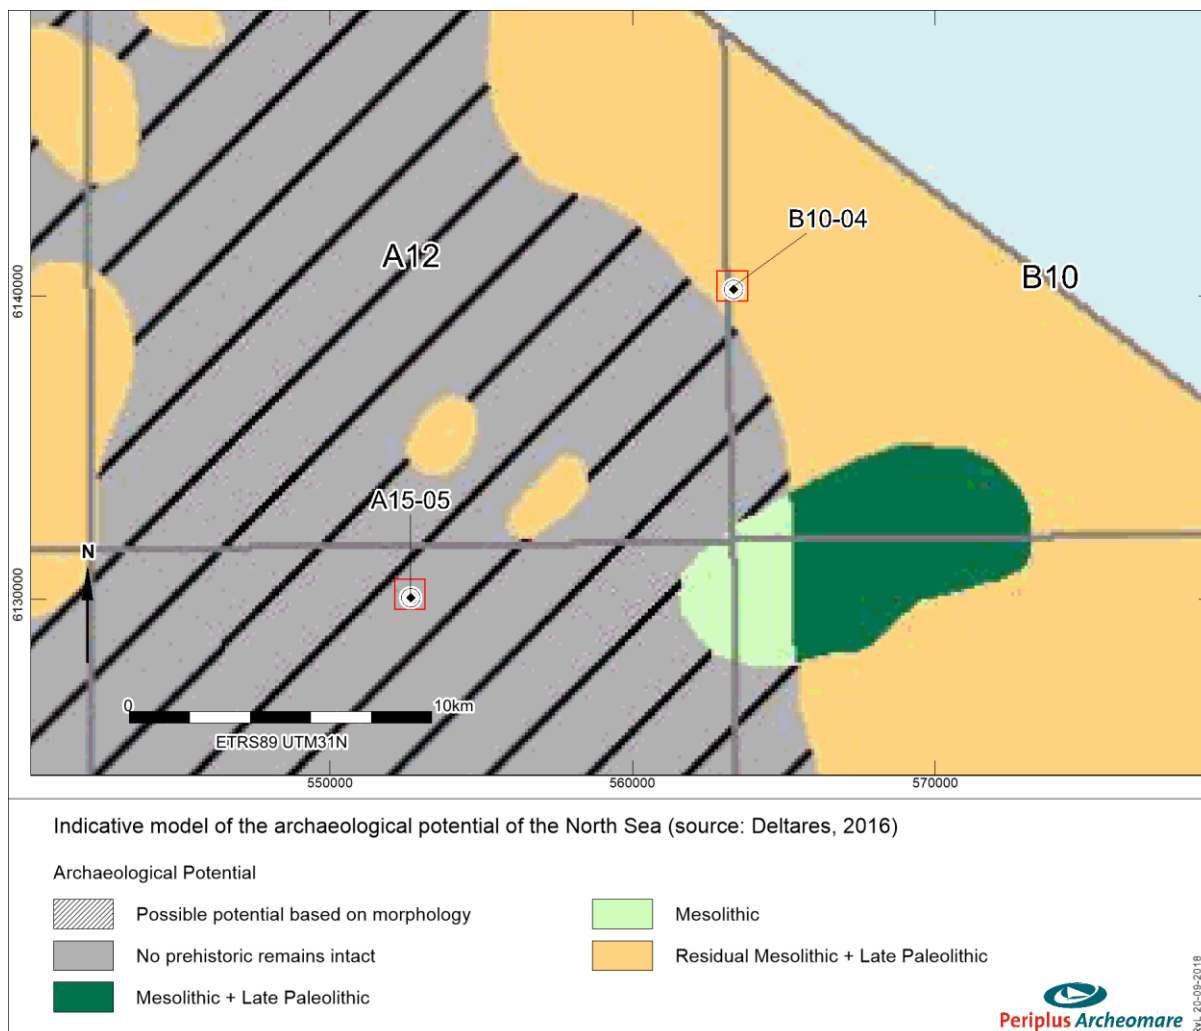 A12
B10-04
B10
6140000
A15-05
N
6130000
0
10km
ETRS89 UTM31N
550000
560000
570000
Indicative model of the archaeological potential of the North Sea (source: Deltares, 2016)
Archaeological Potential
Possible potential based on morphology
Mesolithic
No prehistoric remains intact
Residual Mesolithic + Late Paleolithic
Mesolithic + Late Paleolithic
Periplus Archeomare
20-09-2018